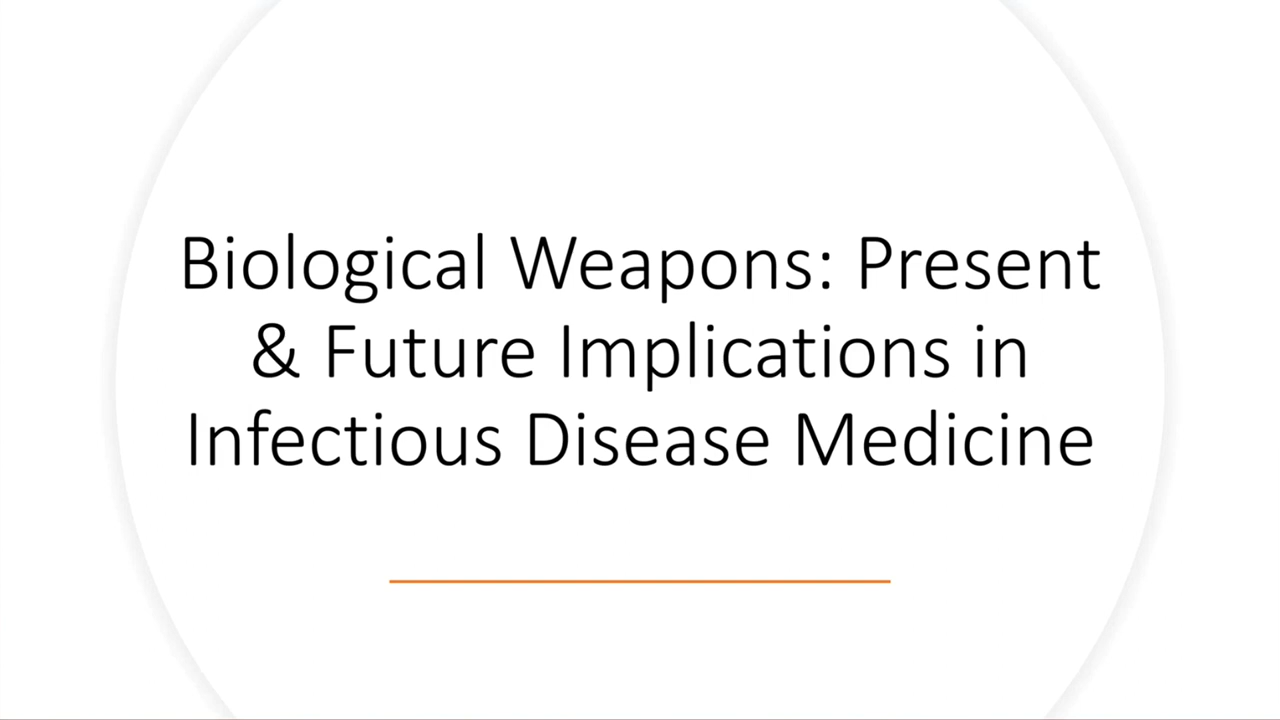 Biological Weapons: Present
& Future Implications in
Infectious Disease Medicine